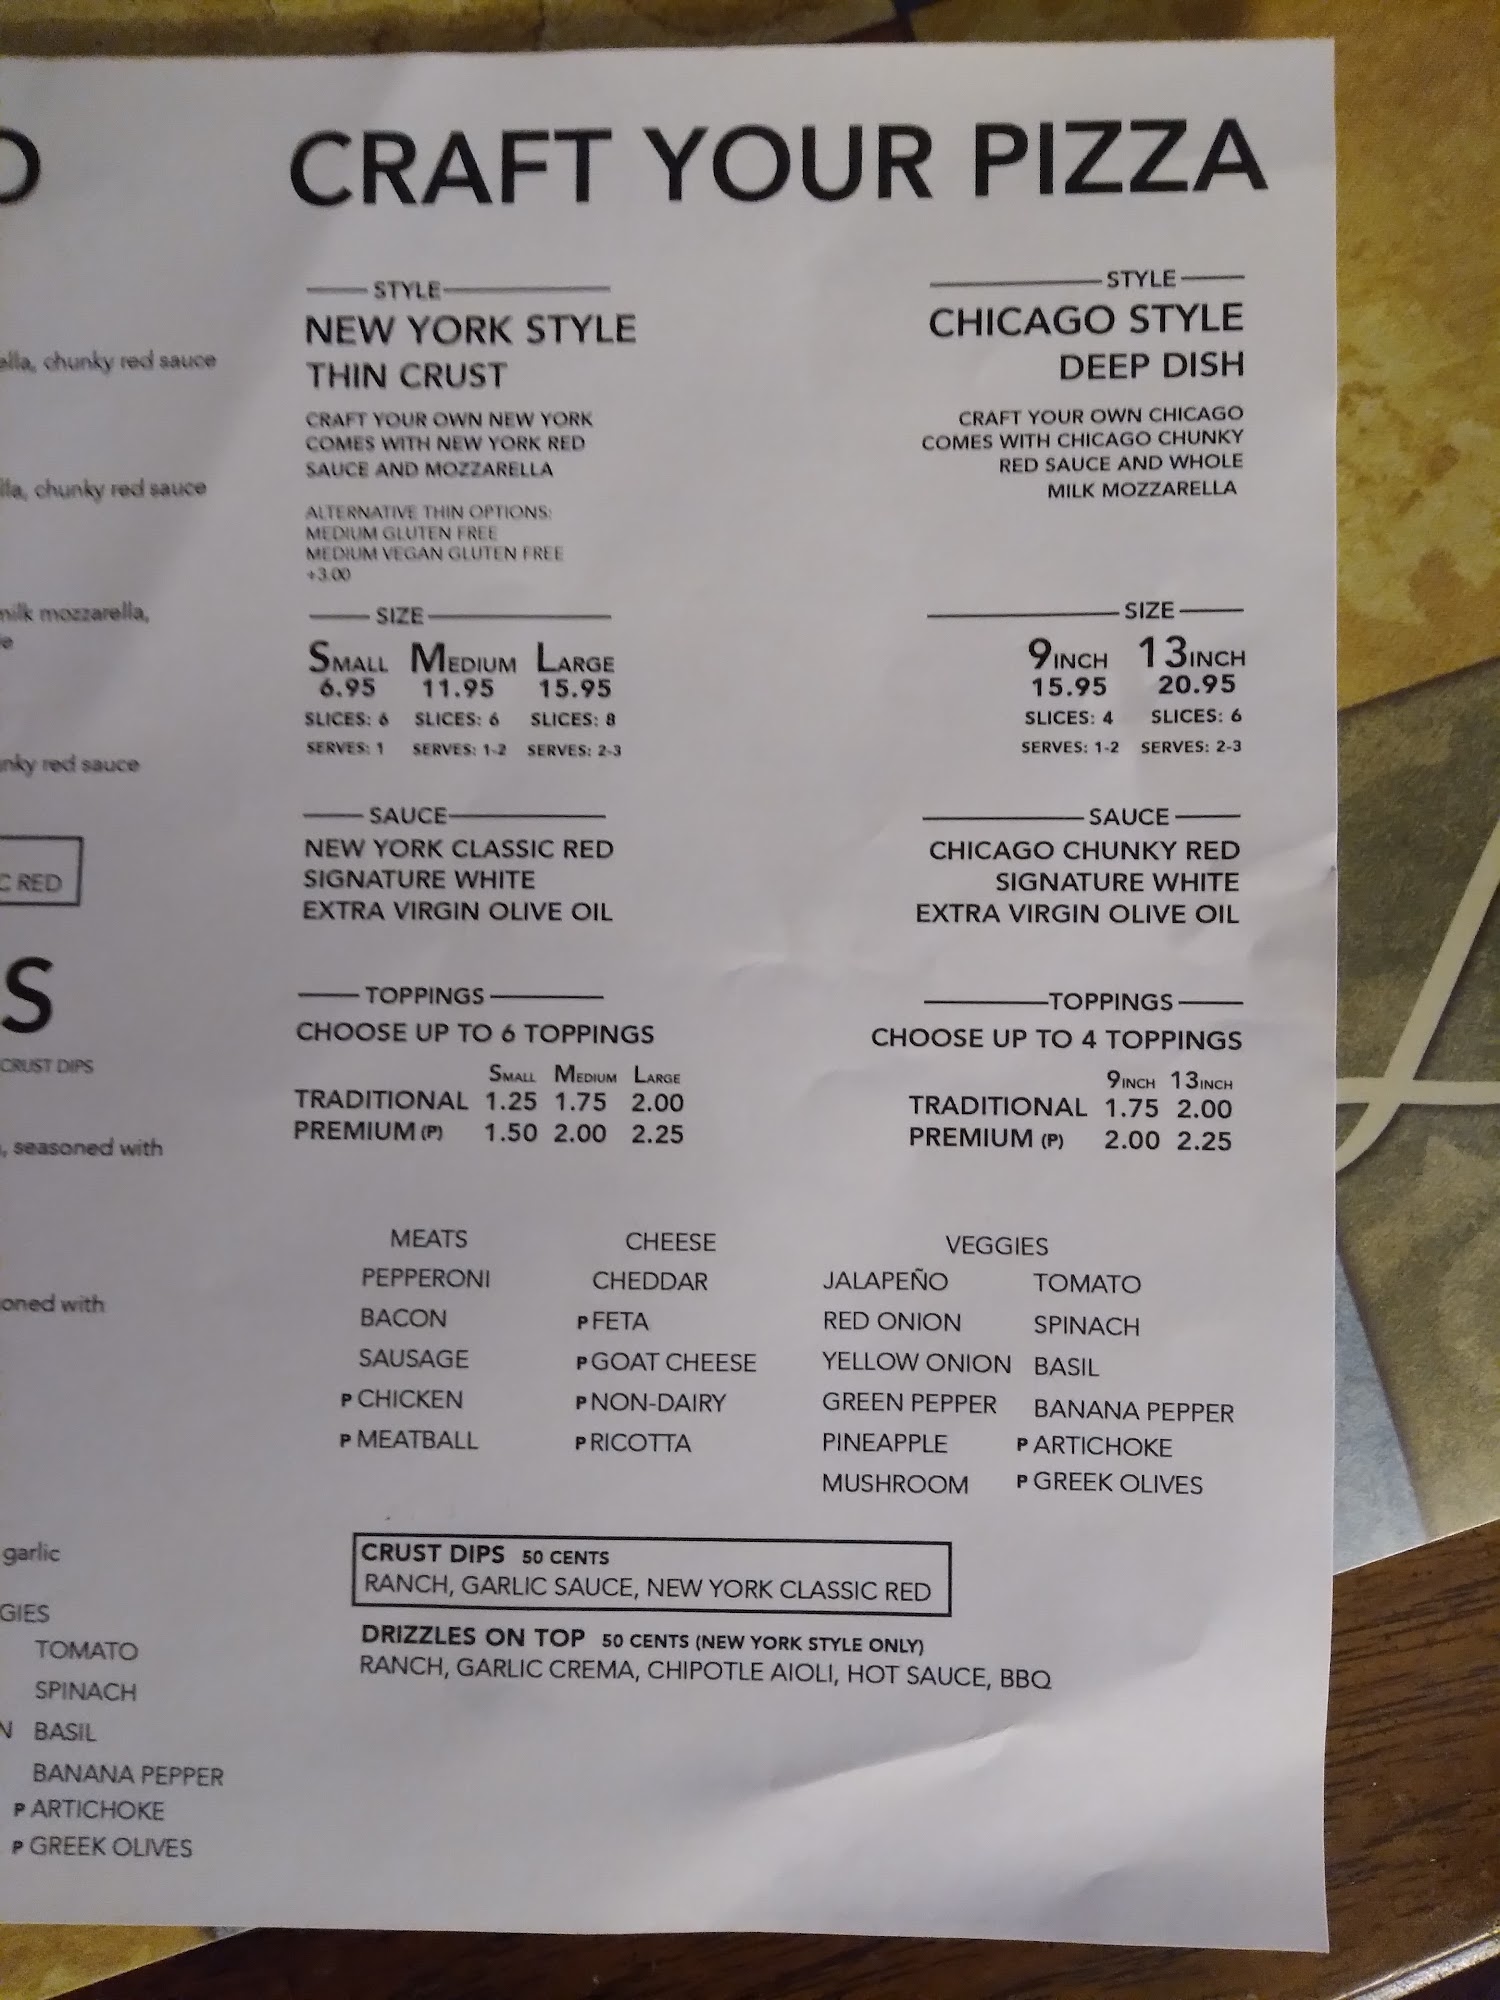 O
ella, chunky red sauce
lla, chunky red sauce
milk mozzarella,
nky red sauce
C RED
S
CRUST DIPS
, seasoned with
oned with
garlic
GIES
TOMATO
SPINACH
N BASIL
BANANA PEPPER
P ARTICHOKE
P GREEK OLIVES
CRAFT YOUR PIZZA
STYLE
NEW YORK STYLE
THIN CRUST
CRAFT YOUR OWN NEW YORK
COMES WITH NEW YORK RED
SAUCE AND MOZZARELLA
ALTERNATIVE THIN OPTIONS:
MEDIUM GLUTEN FREE
MEDIUM VEGAN GLUTEN FREE
+3.00
SIZE
SMALL MEDIUM LARGE
6.95 11.95 15.95
SLICES: 6 SLICES: 6 SLICES: 8
SERVES: 1 SERVES: 1-2 SERVES: 2-3
SAUCE
NEW YORK CLASSIC RED
SIGNATURE WHITE
EXTRA VIRGIN OLIVE OIL
TOPPINGS
CHOOSE UP TO 6 TOPPINGS
SMALL MEDIUM LARGE
TRADITIONAL 1.25 1.75 2.00
PREMIUM (P) 1.50 2.00 2.25
STYLE
CHICAGO STYLE
DEEP DISH
CRAFT YOUR OWN CHICAGO
COMES WITH CHICAGO CHUNKY
RED SAUCE AND WHOLE
MILK MOZZARELLA
SIZE
9INCH 13INCH
15.95 20.95
SLICES: 4 SLICES: 6
SERVES: 1-2 SERVES: 2-3
SAUCE
CHICAGO CHUNKY RED
SIGNATURE WHITE
EXTRA VIRGIN OLIVE OIL
TOPPINGS
CHOOSE UP TO 4 TOPPINGS
9INCH 13INCH
TRADITIONAL 1.75 2.00
PREMIUM (P) 2.00 2.25
MEATS
PEPPERONI
BACON
SAUSAGE
P CHICKEN
P MEATBALL
CHEESE
CHEDDAR
P FETA
P GOAT CHEESE
P NON-DAIRY
P RICOTTA
VEGGIES
JALAPEÑO TOMATO
RED ONION SPINACH
YELLOW ONION BASIL
GREEN PEPPER BANANA PEPPER
PINEAPPLE P ARTICHOKE
MUSHROOM P GREEK OLIVES
CRUST DIPS 50 CENTS
RANCH, GARLIC SAUCE, NEW YORK CLASSIC RED
DRIZZLES ON TOP 50 CENTS (NEW YORK STYLE ONLY)
RANCH, GARLIC CREMA, CHIPOTLE AIOLI, HOT SAUCE, BBQ